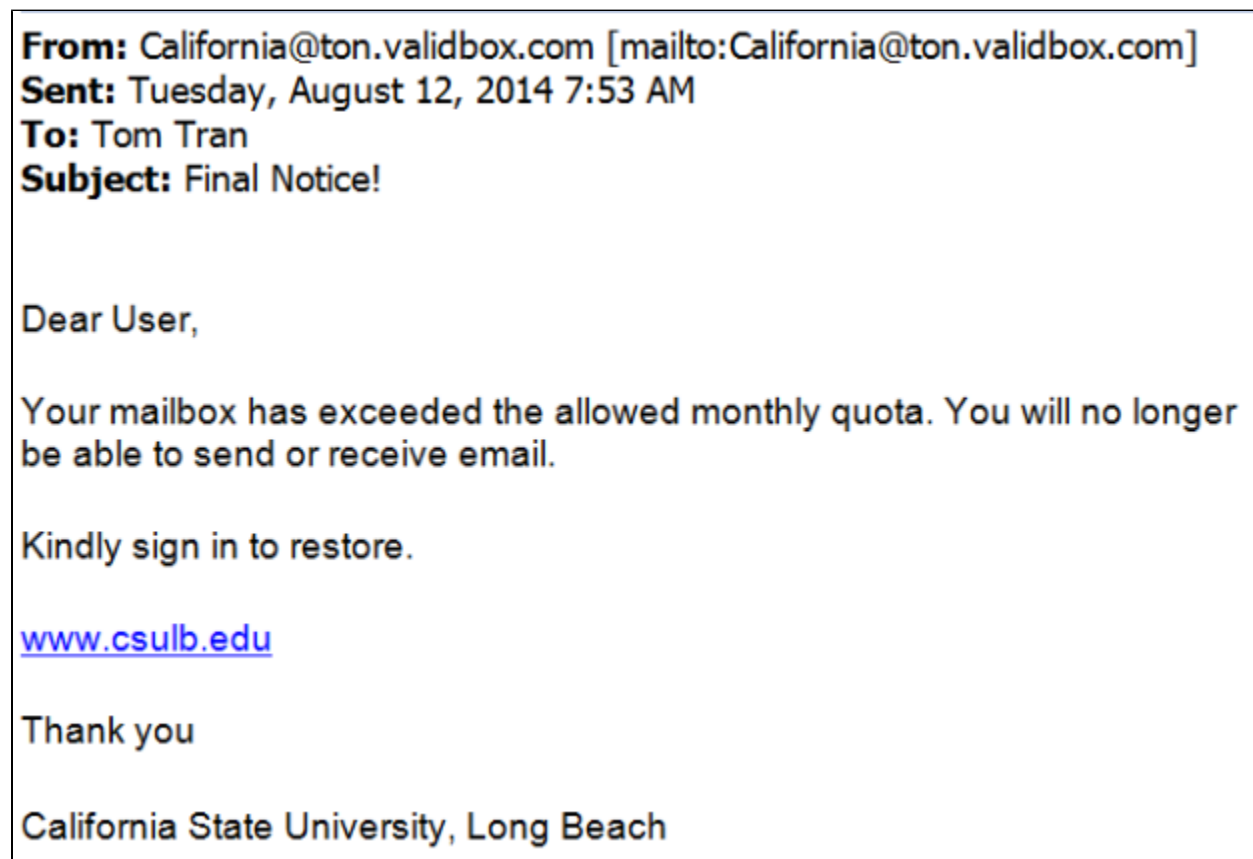 From: California@ton.validbox.com [mailto:California@ton.validbox.com]
Sent: Tuesday, August 12, 2014 7:53 AM
To: Tom Tran
Subject: Final Notice!
Dear User,
Your mailbox has exceeded the allowed monthly quota. You will no longer
be able to send or receive email.
Kindly sign in to restore.
www.csulb.edu
Thank you
California State University, Long Beach